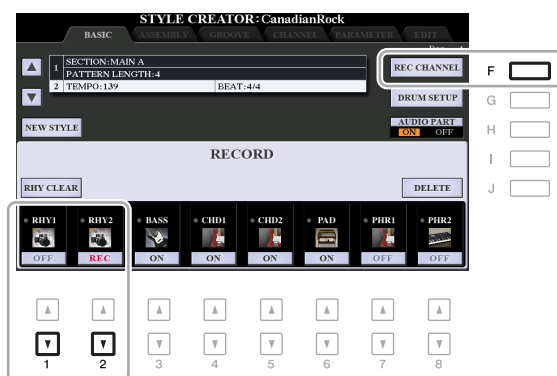 STYLE CREATOR: CanadianRock
BASIC ASSEMBLY GROOVE CHANNEL PARAMETER EDIT
1 SECTION:MAIN A
PATTERN LENGTH:4
2 TEMPO:139 BEAT:4/4
REC CHANNEL
F
DRUM SETUP
G
NEW STYLE
AUDIO PART
ON OFF
H
RECORD
I
RHY CLEAR
DELETE
J
RHY1 RHY2 BASS CHD1 CHD2 PAD PHR1 PHR2
OFF REC ON ON ON ON OFF OFF
1 2 3 4 5 6 7 8